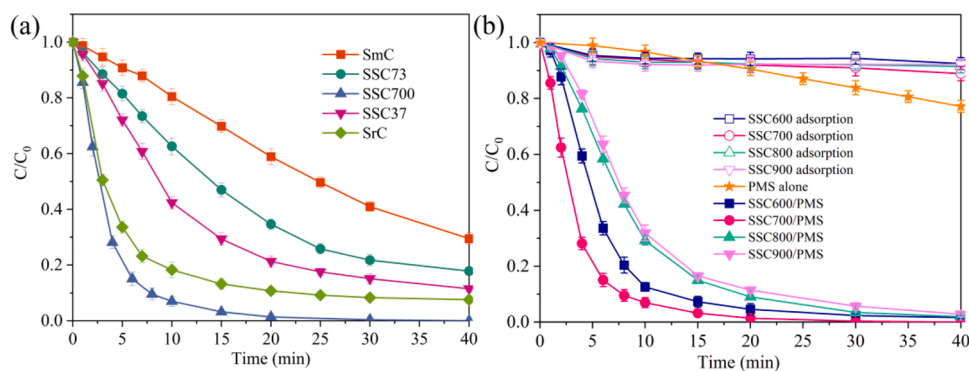 (a)
C/C0
1.0
0.8
0.6
0.4
0.2
0.0
SmC
SSC73
SSC700
SSC37
SrC
0 5 10 15 20 25 30 35 40
Time (min)
(b)
C/C0
1.0
0.8
0.6
0.4
0.2
0.0
SSC600 adsorption
SSC700 adsorption
SSC800 adsorption
SSC900 adsorption
PMS alone
SSC600/PMS
SSC700/PMS
SSC800/PMS
SSC900/PMS
0 5 10 15 20 25 30 35 40
Time (min)